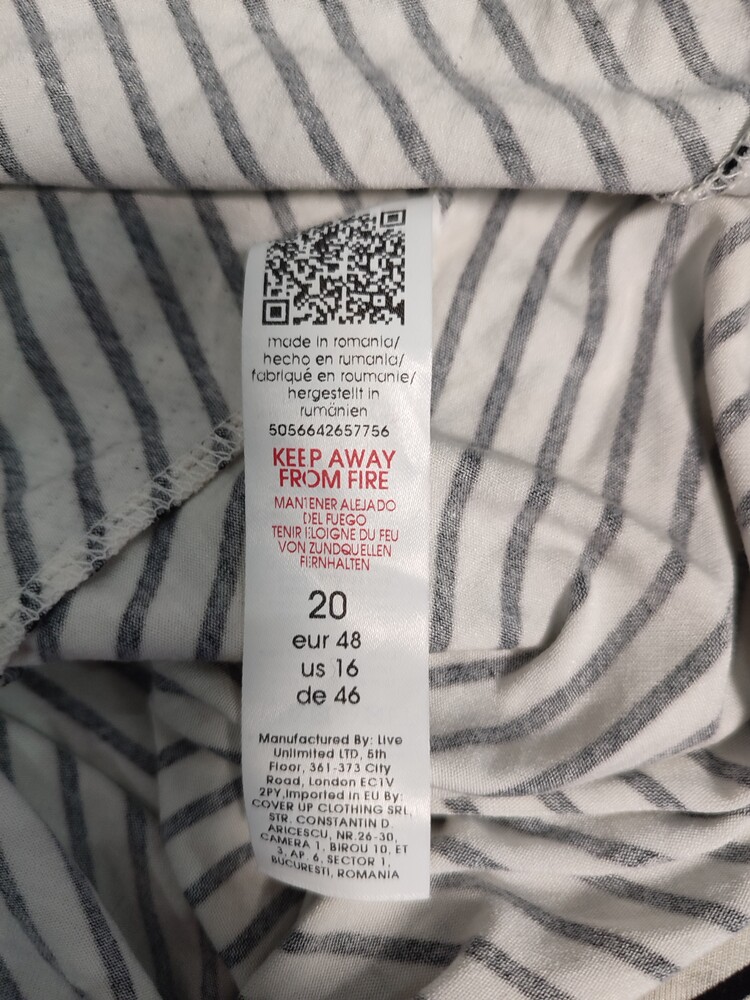 made in romania/
hecho en rumania/
fabriqué en roumanie/
hergestellt in
rumänien
5056642657756
KEEP AWAY
FROM FIRE
MANTENER ALEJADO
DEL FUEGO
TENIR ELOIGNE DU FEU
VON ZUNDQUELLEN
FERNHALTEN
20
eur 48
us 16
de 46
Manufactured By: Live
Unlimited LTD, 5th
Floor, 361-373 City
Road, London EC1V
2PY,Imported in EU By:
COVER UP CLOTHING SRL,
STR. CONSTANTIN D.
ARICESCU, NR.26-30,
CAMERA 1, BIROU 10, ET
3, AP. 6, SECTOR 1,
BUCURESTI, ROMANIA